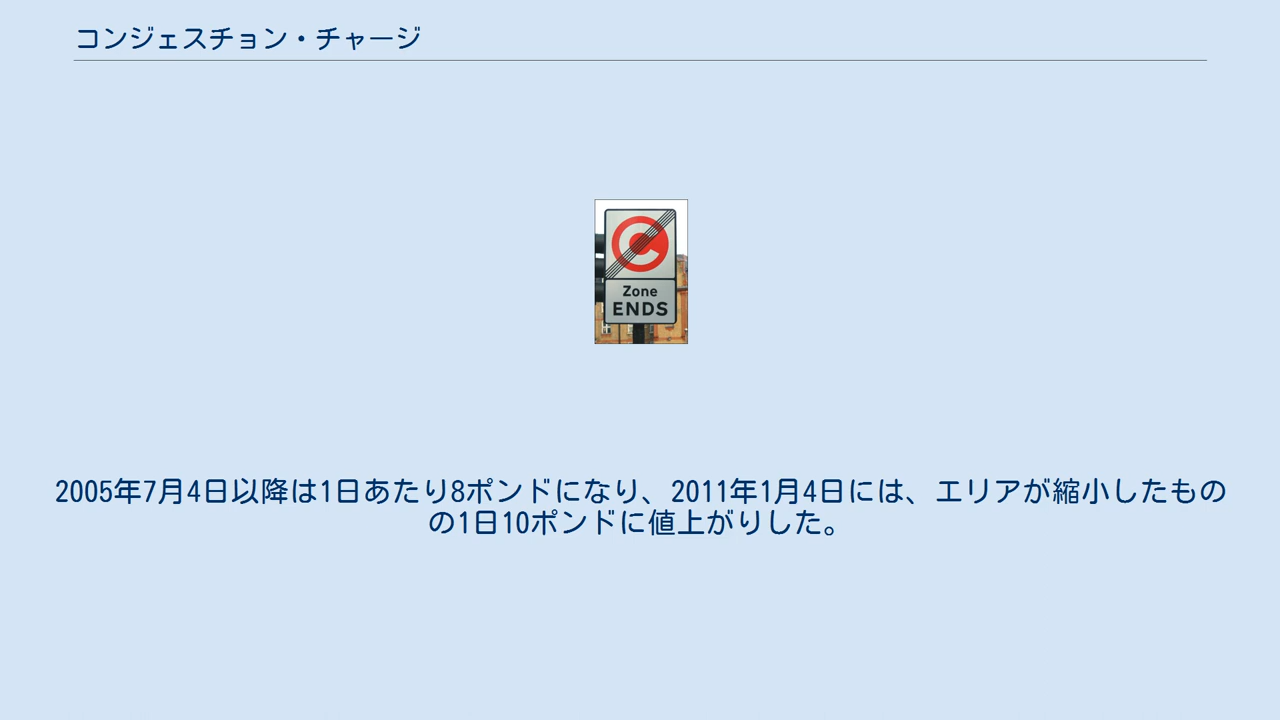 コンジェスチョン・チャージ
Zone
ENDS
2005年7月4日以降は1日あたり8ポンドになり、2011年1月4日には、エリアが縮小したもの
の1日10ポンドに値上がりした。